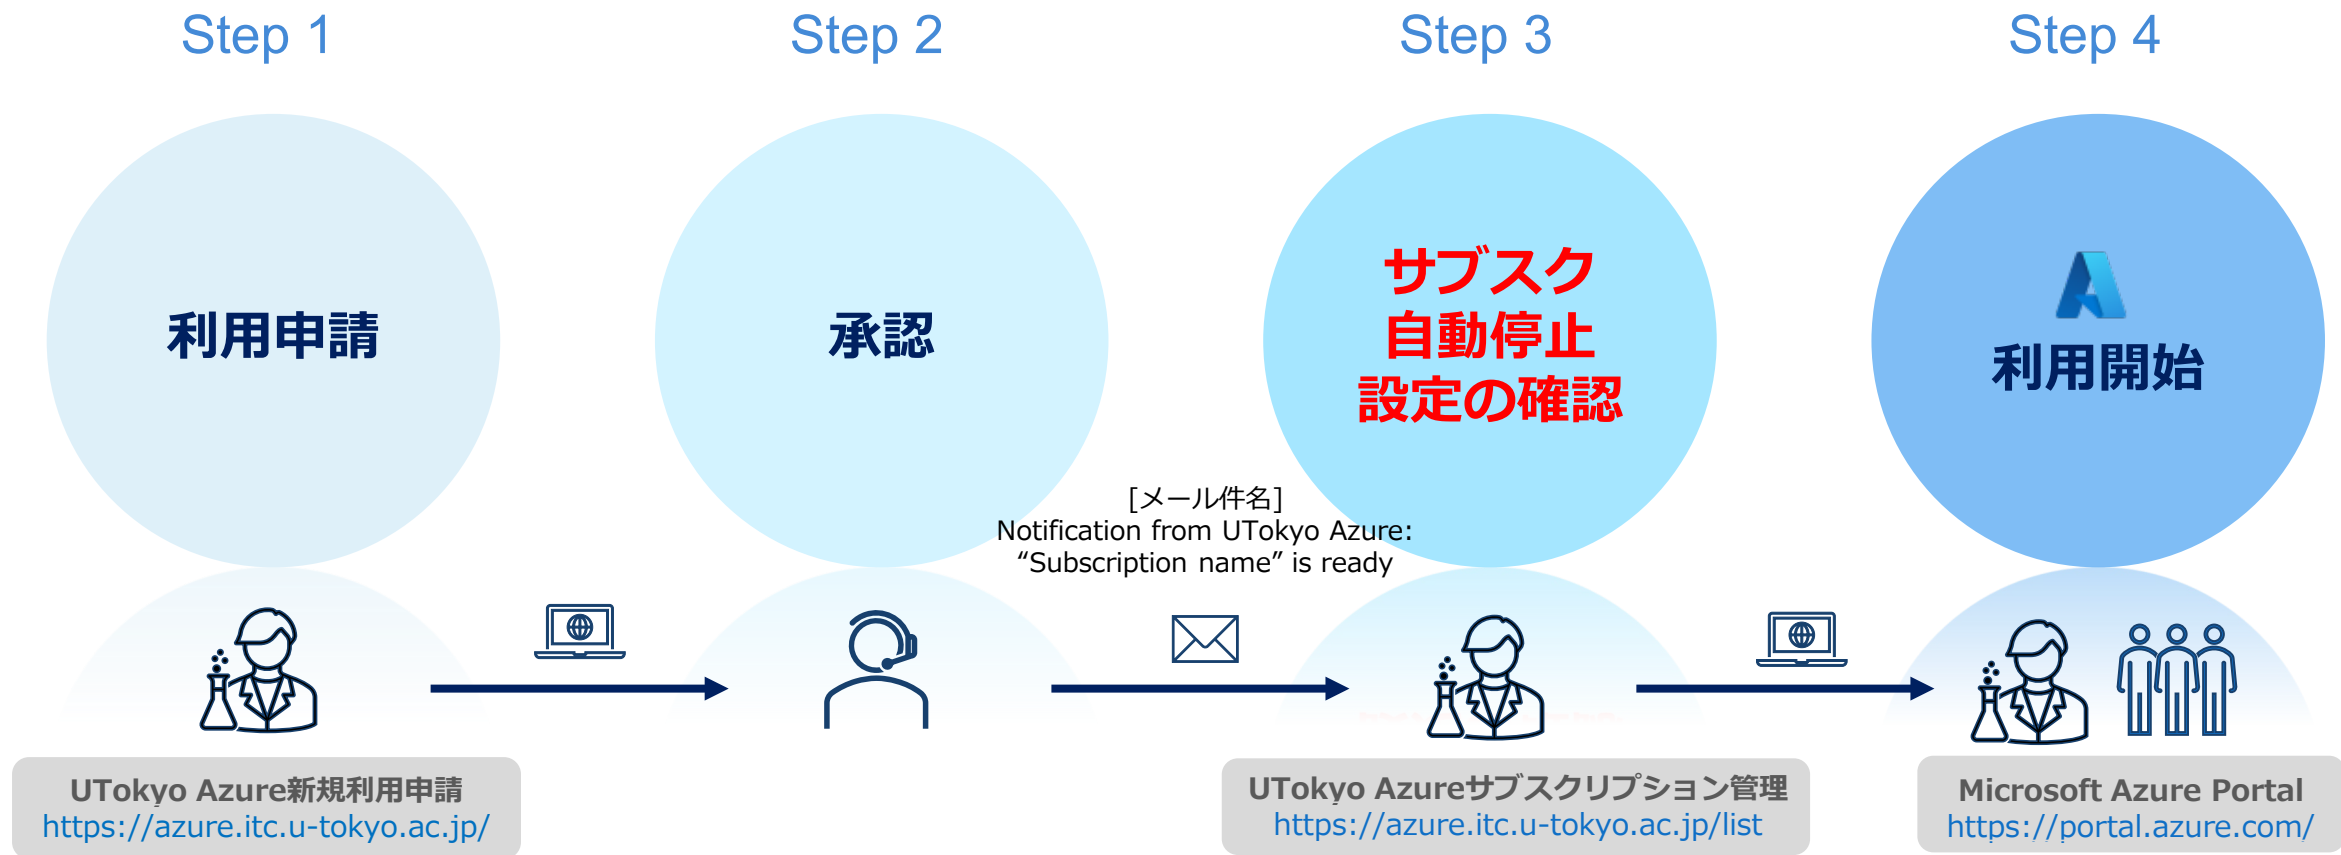 Step 1
Step 2
Step 3
Step 4
利用申請
承認
サブスク
自動停止
設定の確認
利用開始
[メール件名]
Notification from UTokyo Azure:
“Subscription name” is ready
UTokyo Azure新規利用申請
https://azure.itc.u-tokyo.ac.jp/
UTokyo Azureサブスクリプション管理
https://azure.itc.u-tokyo.ac.jp/list
Microsoft Azure Portal
https://portal.azure.com/